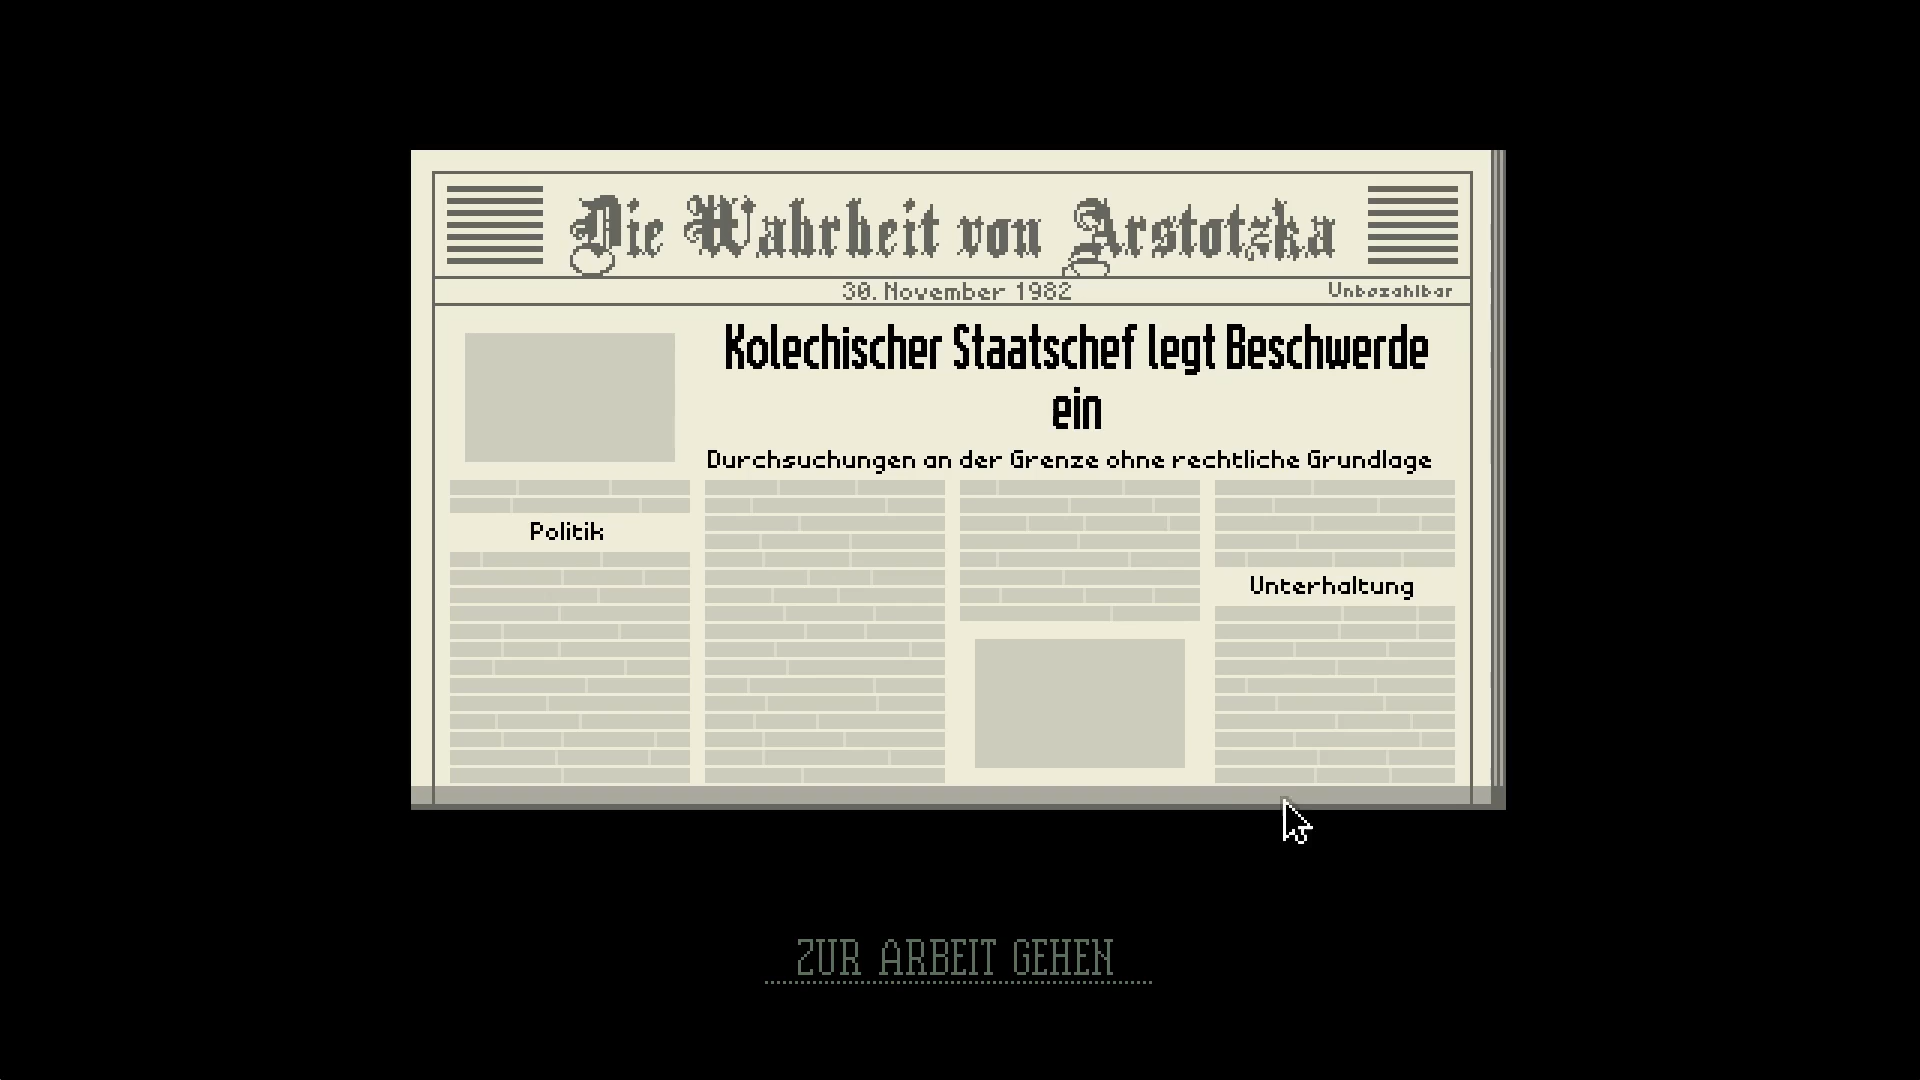 Die Wahrheit von Arstotzka
30. November 1982
Unbezahlbar
Kolechischer Staatschef legt Beschwerde
ein
Durchsuchungen an der Grenze ohne rechtliche Grundlage
Politik
Unterhaltung
ZUR ARBEIT GEHEN